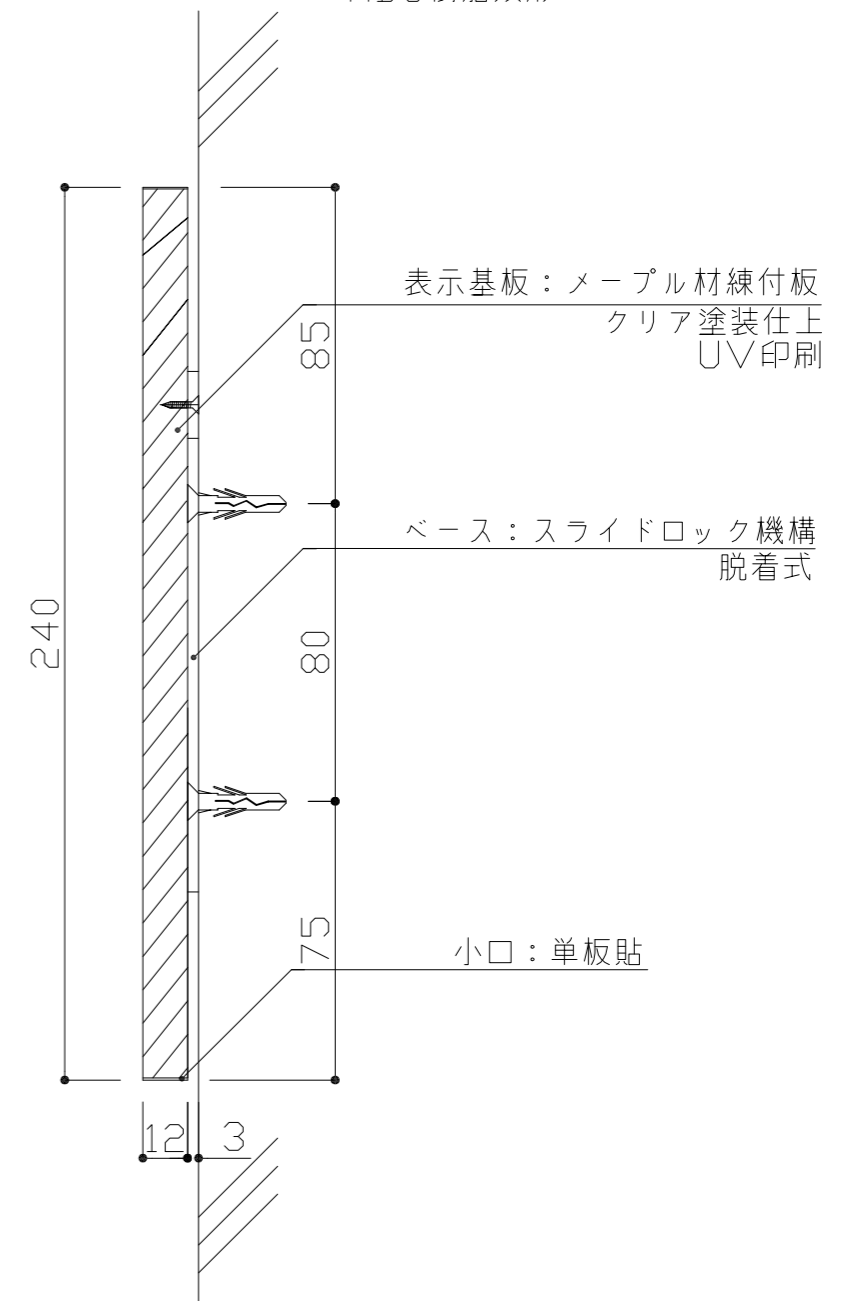 表示基板：メープル材練付板
クリア塗装仕上
UV印刷
85
ベース：スライドロック機構
脱着式
240
80
75
小口：単板貼
12
3